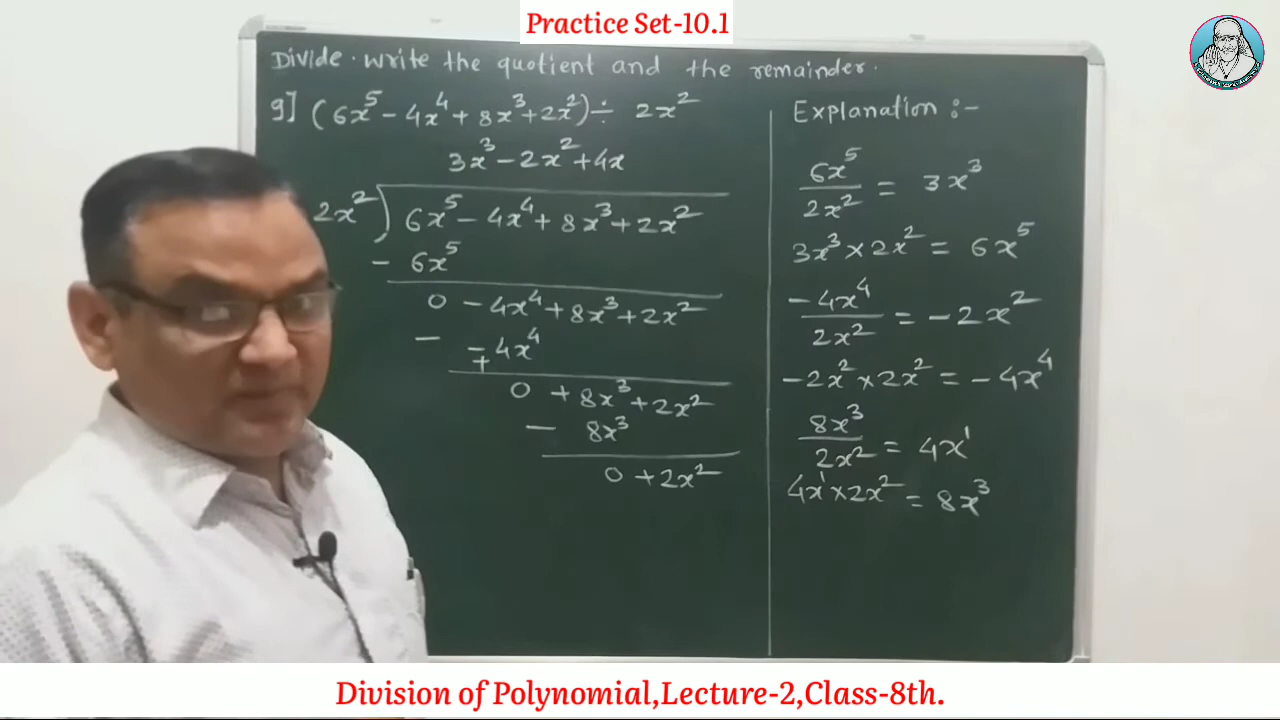 Practice Set-10.1
Divide. write the quotient and the remainder.
9] (6x⁵ - 4x⁴ + 8x³ + 2x²) ÷ 2x²
3x³ - 2x² + 4x
2x² ) 6x⁵ - 4x⁴ + 8x³ + 2x²
- 6x⁵
0 - 4x⁴ + 8x³ + 2x²
- -4x⁴
+
0 + 8x³ + 2x²
- 8x³
0 + 2x²
Explanation :-
6x⁵/2x² = 3x³
3x³ × 2x² = 6x⁵
-4x⁴/2x² = -2x²
-2x² × 2x² = -4x⁴
8x³/2x² = 4x¹
4x¹ × 2x² = 8x³
Division of Polynomial,Lecture-2,Class-8th.